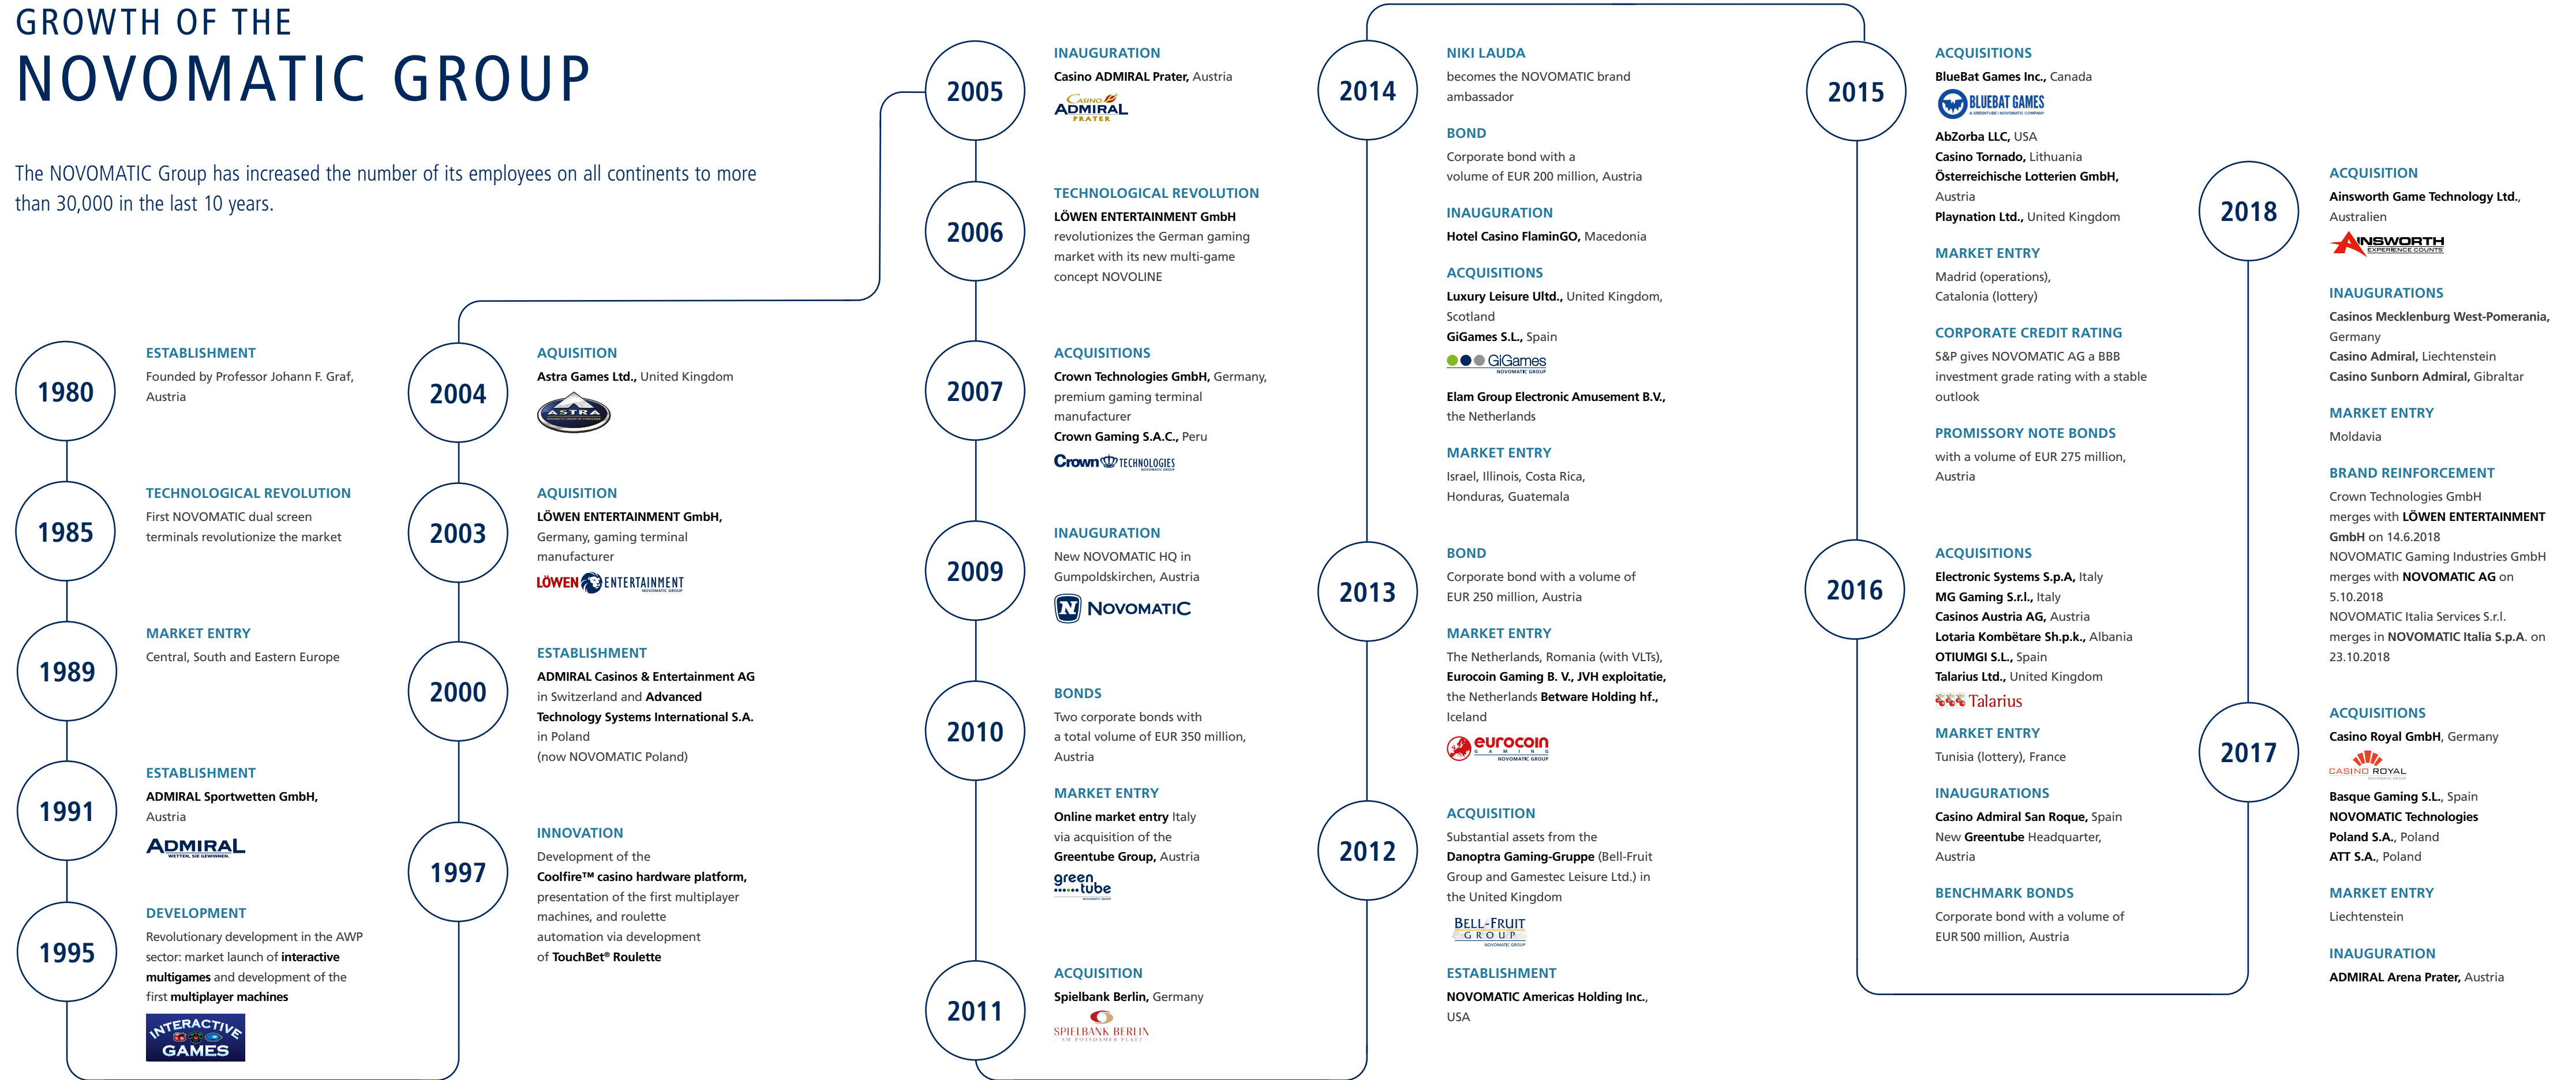 GROWTH OF THE
NOVOMATIC GROUP
The NOVOMATIC Group has increased the number of its employees on all continents to more
than 30,000 in the last 10 years.
1980
ESTABLISHMENT
Founded by Professor Johann F. Graf,
Austria
1985
TECHNOLOGICAL REVOLUTION
First NOVOMATIC dual screen
terminals revolutionize the market
1989
MARKET ENTRY
Central, South and Eastern Europe
1991
ESTABLISHMENT
ADMIRAL Sportwetten GmbH,
Austria
ADMIRAL
WETTEN, SIE GEWINNEN.
1995
DEVELOPMENT
Revolutionary development in the AWP
sector: market launch of interactive
multigames and development of the
first multiplayer machines
INTERACTIVE
GAMES
1997
INNOVATION
Development of the
Coolfire™ casino hardware platform,
presentation of the first multiplayer
machines, and roulette
automation via development
of TouchBet® Roulette
2000
ESTABLISHMENT
ADMIRAL Casinos & Entertainment AG
in Switzerland and Advanced
Technology Systems International S.A.
in Poland
(now NOVOMATIC Poland)
2003
AQUISITION
LÖWEN ENTERTAINMENT GmbH,
Germany, gaming terminal
manufacturer
LÖWEN ENTERTAINMENT
NOVOMATIC GROUP
2004
AQUISITION
Astra Games Ltd., United Kingdom
ASTRA
2005
INAUGURATION
Casino ADMIRAL Prater, Austria
CASINO
ADMIRAL
PRATER
2006
TECHNOLOGICAL REVOLUTION
LÖWEN ENTERTAINMENT GmbH
revolutionizes the German gaming
market with its new multi-game
concept NOVOLINE
2007
ACQUISITIONS
Crown Technologies GmbH, Germany,
premium gaming terminal
manufacturer
Crown Gaming S.A.C., Peru
Crown TECHNOLOGIES
NOVOMATIC GROUP
2009
INAUGURATION
New NOVOMATIC HQ in
Gumpoldskirchen, Austria
N NOVOMATIC
2010
BONDS
Two corporate bonds with
a total volume of EUR 350 million,
Austria
MARKET ENTRY
Online market entry Italy
via acquisition of the
Greentube Group, Austria
green
tube
NOVOMATIC GROUP
2011
ACQUISITION
Spielbank Berlin, Germany
SPIELBANK BERLIN
AM POTSDAMER PLATZ
2012
ACQUISITION
Substantial assets from the
Danoptra Gaming-Gruppe (Bell-Fruit
Group and Gamestec Leisure Ltd.) in
the United Kingdom
BELL-FRUIT
GROUP
NOVOMATIC GROUP
ESTABLISHMENT
NOVOMATIC Americas Holding Inc.,
USA
2013
BOND
Corporate bond with a volume of
EUR 250 million, Austria
MARKET ENTRY
The Netherlands, Romania (with VLTs),
Eurocoin Gaming B. V., JVH exploitatie,
the Netherlands Betware Holding hf.,
Iceland
eurocoin
GAMING
NOVOMATIC GROUP
2014
NIKI LAUDA
becomes the NOVOMATIC brand
ambassador
BOND
Corporate bond with a
volume of EUR 200 million, Austria
INAUGURATION
Hotel Casino FlaminGO, Macedonia
ACQUISITIONS
Luxury Leisure Ultd., United Kingdom,
Scotland
GiGames S.L., Spain
GiGames
NOVOMATIC GROUP
Elam Group Electronic Amusement B.V.,
the Netherlands
MARKET ENTRY
Israel, Illinois, Costa Rica,
Honduras, Guatemala
2015
ACQUISITIONS
BlueBat Games Inc., Canada
BLUEBAT GAMES
A GREENTUBE | NOVOMATIC COMPANY
AbZorba LLC, USA
Casino Tornado, Lithuania
Österreichische Lotterien GmbH,
Austria
Playnation Ltd., United Kingdom
MARKET ENTRY
Madrid (operations),
Catalonia (lottery)
CORPORATE CREDIT RATING
S&P gives NOVOMATIC AG a BBB
investment grade rating with a stable
outlook
PROMISSORY NOTE BONDS
with a volume of EUR 275 million,
Austria
2016
ACQUISITIONS
Electronic Systems S.p.A, Italy
MG Gaming S.r.l., Italy
Casinos Austria AG, Austria
Lotaria Kombëtare Sh.p.k., Albania
OTIUMGI S.L., Spain
Talarius Ltd., United Kingdom
Talarius
MARKET ENTRY
Tunisia (lottery), France
INAUGURATIONS
Casino Admiral San Roque, Spain
New Greentube Headquarter,
Austria
BENCHMARK BONDS
Corporate bond with a volume of
EUR 500 million, Austria
2017
ACQUISITIONS
Casino Royal GmbH, Germany
CASINO ROYAL
NOVOMATIC GROUP
Basque Gaming S.L., Spain
NOVOMATIC Technologies
Poland S.A., Poland
ATT S.A., Poland
MARKET ENTRY
Liechtenstein
INAUGURATION
ADMIRAL Arena Prater, Austria
2018
ACQUISITION
Ainsworth Game Technology Ltd.,
Australien
AINSWORTH
EXPERIENCE COUNTS
INAUGURATIONS
Casinos Mecklenburg West-Pomerania,
Germany
Casino Admiral, Liechtenstein
Casino Sunborn Admiral, Gibraltar
MARKET ENTRY
Moldavia
BRAND REINFORCEMENT
Crown Technologies GmbH
merges with LÖWEN ENTERTAINMENT
GmbH on 14.6.2018
NOVOMATIC Gaming Industries GmbH
merges with NOVOMATIC AG on
5.10.2018
NOVOMATIC Italia Services S.r.l.
merges in NOVOMATIC Italia S.p.A. on
23.10.2018